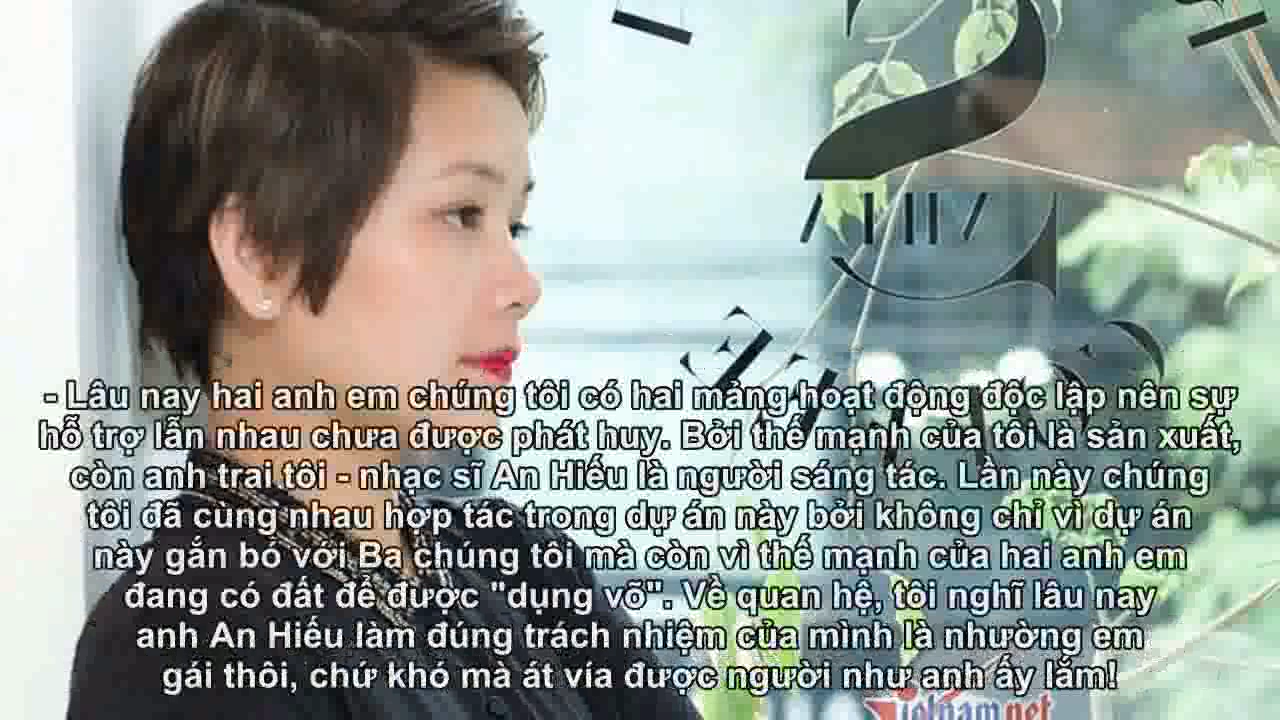 - Lâu nay hai anh em chúng tôi có hai mảng hoạt động độc lập nên sự
hỗ trợ lẫn nhau chưa được phát huy. Bởi thế mạnh của tôi là sản xuất,
còn anh trai tôi - nhạc sĩ An Hiếu là người sáng tác. Lần này chúng
tôi đã cùng nhau hợp tác trong dự án này bởi không chỉ vì dự án
này gắn bó với Ba chúng tôi mà còn vì thế mạnh của hai anh em
đang có đất để được "dụng võ". Về quan hệ, tôi nghĩ lâu nay
anh An Hiếu làm đúng trách nhiệm của mình là nhường em
gái thôi, chứ khó mà át vía được người như anh ấy lắm!